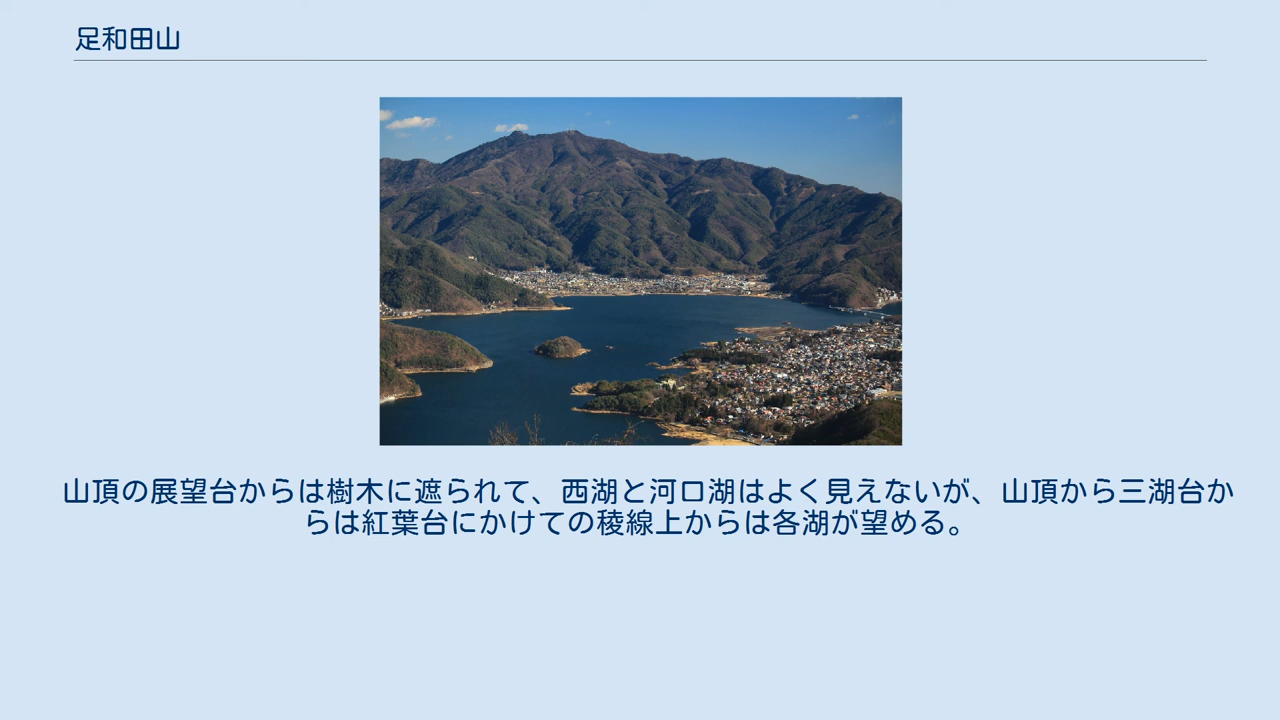 足和田山
山頂の展望台からは樹木に遮られて、西湖と河口湖はよく見えないが、山頂から三湖台か
らは紅葉台にかけての稜線上からは各湖が望める。